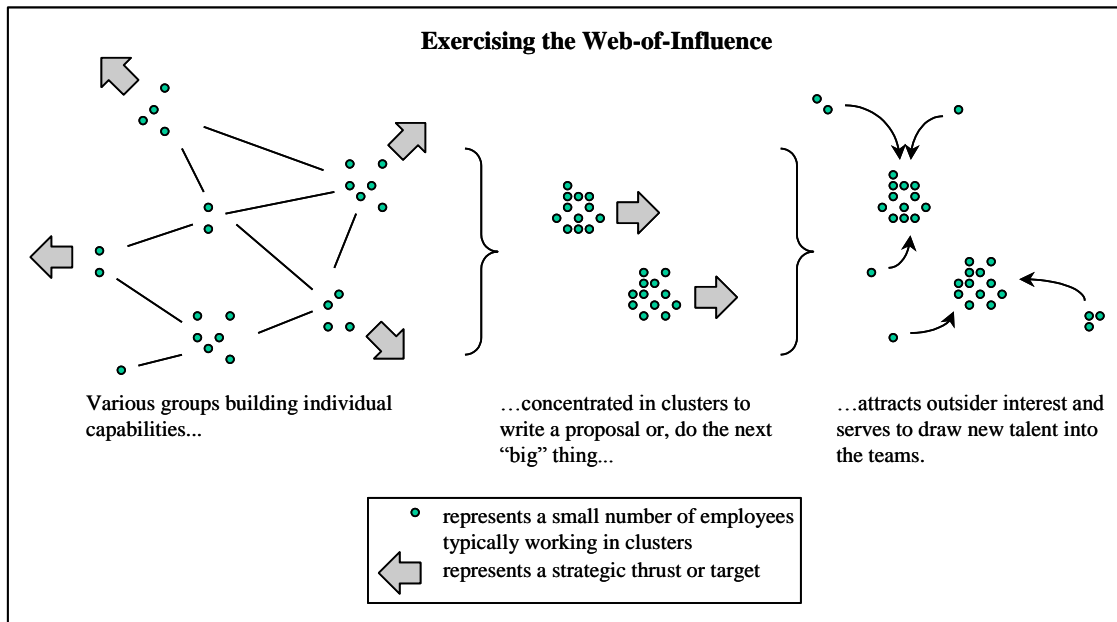 Exercising the Web-of-Influence
Various groups building individual
capabilities...
…concentrated in clusters to
write a proposal or, do the next
“big” thing...
…attracts outsider interest and
serves to draw new talent into
the teams.
represents a small number of employees
typically working in clusters
represents a strategic thrust or target